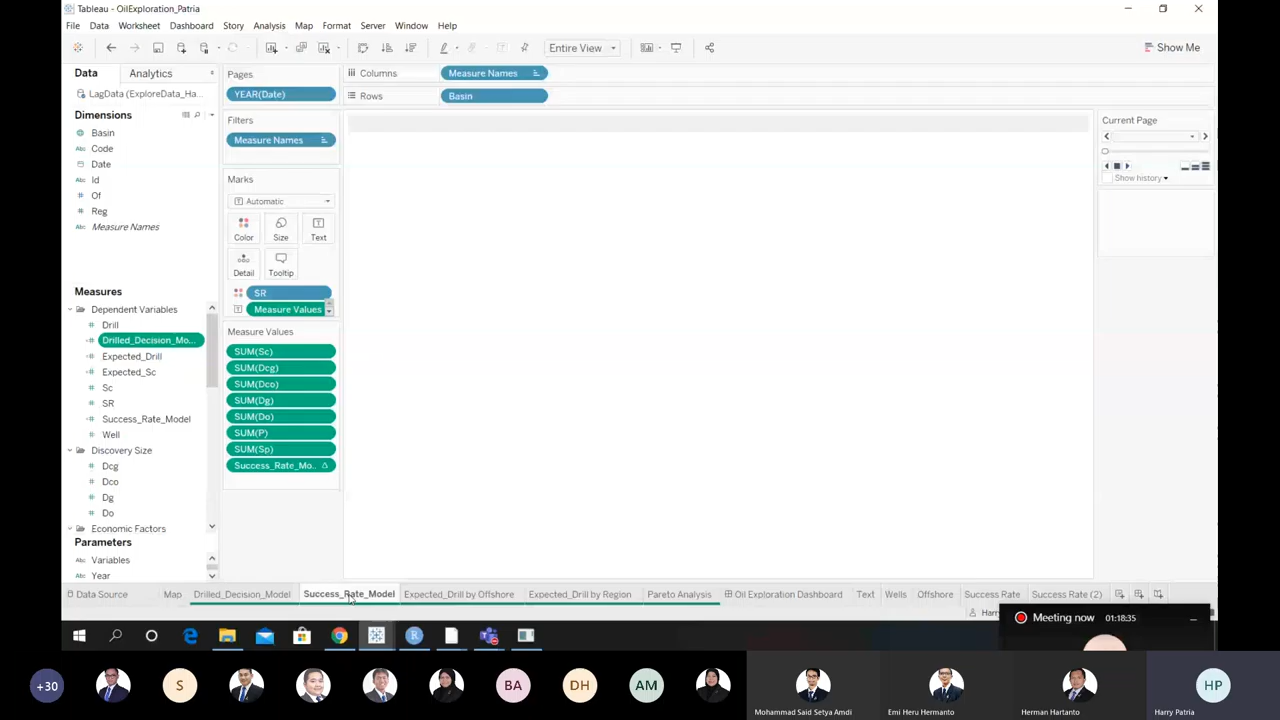 Tableau - OilExploration_Patria
File Data Worksheet Dashboard Story Analysis Map Format Server Window Help
Entire View
Show Me
Data Analytics
LagData (ExploreData_Ha...
Dimensions
Basin
Code
Date
Id
Of
Reg
Measure Names
Measures
Dependent Variables
Drill
Drilled_Decision_Mo...
Expected_Drill
Expected_Sc
Sc
SR
Success_Rate_Model
Well
Discovery Size
Dcg
Dco
Dg
Do
Economic Factors
Parameters
Variables
Year
Pages
YEAR(Date)
Filters
Measure Names
Marks
Automatic
Color Size Text
Detail Tooltip
SR
Measure Values
Measure Values
SUM(Sc)
SUM(Dcg)
SUM(Dco)
SUM(Dg)
SUM(Do)
SUM(P)
SUM(Sp)
Success_Rate_Mo..
Columns Measure Names
Rows Basin
Current Page
Show history
Data Source Map Drilled_Decision_Model Success_Rate_Model Expected_Drill by Offshore Expected_Drill by Region Pareto Analysis Oil Exploration Dashboard Text Wells Offshore Success Rate Success Rate (2)
Harry
Meeting now 01:18:35
+30 S BA DH AM HP
Mohammad Said Setya Amdi Emi Heru Hermanto Herman Hartanto Harry Patria